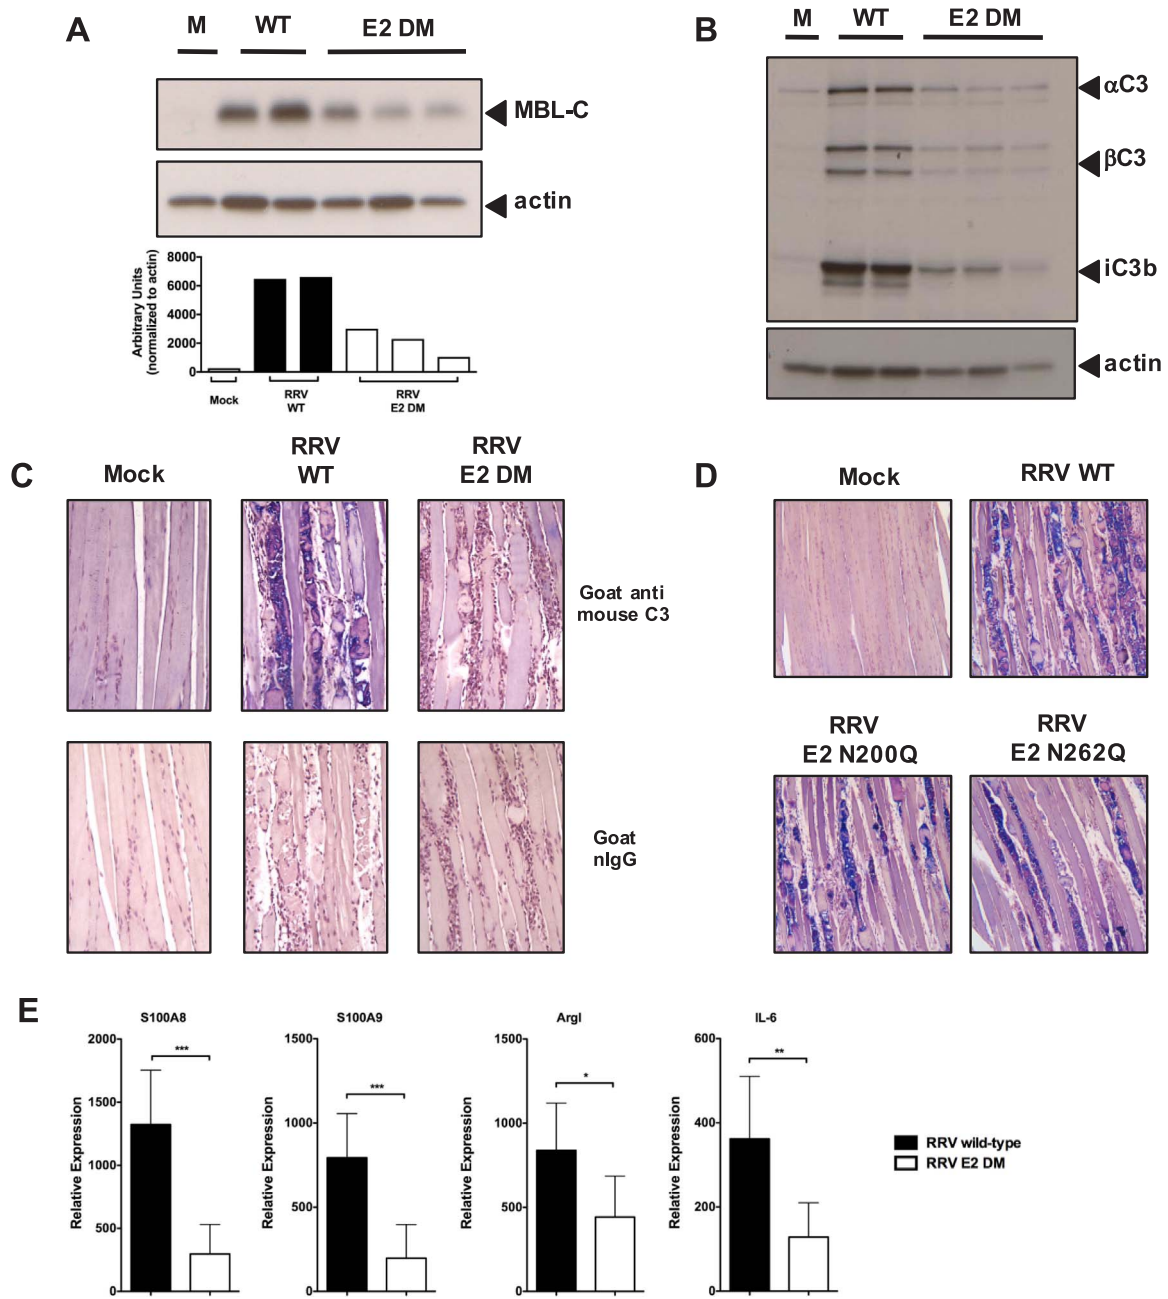 A
M
WT
E2 DM
MBL-C
actin
Arbitrary Units
(normalized to actin)
8000
6000
4000
2000
0
Mock
RRV
WT
RRV
E2 DM
B
M
WT
E2 DM
αC3
βC3
iC3b
actin
C
Mock
RRV
WT
RRV
E2 DM
Goat anti
mouse C3
Goat
nIgG
D
Mock
RRV WT
RRV
E2 N200Q
RRV
E2 N262Q
E
S100A8
Relative Expression
2000
1500
1000
500
0
***
S100A9
Relative Expression
1500
1000
500
0
***
ArgI
Relative Expression
1500
1000
500
0
*
IL-6
Relative Expression
600
400
200
0
**
RRV wild-type
RRV E2 DM